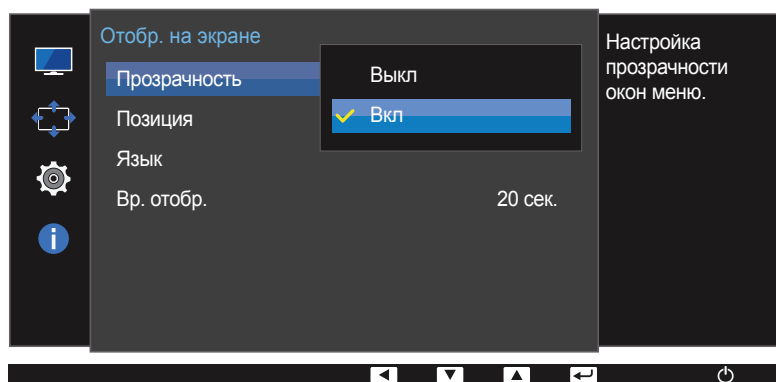 Отобр. на экране
Прозрачность
Выкл
Вкл
Позиция
Язык
Вр. отобр. 20 сек.
Настройка
прозрачности
окон меню.